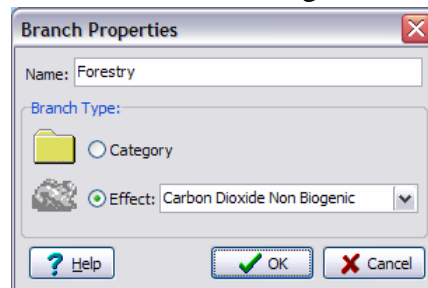 Branch Properties
Name: Forestry
Branch Type:
Category
Effect: Carbon Dioxide Non Biogenic
? Help OK Cancel